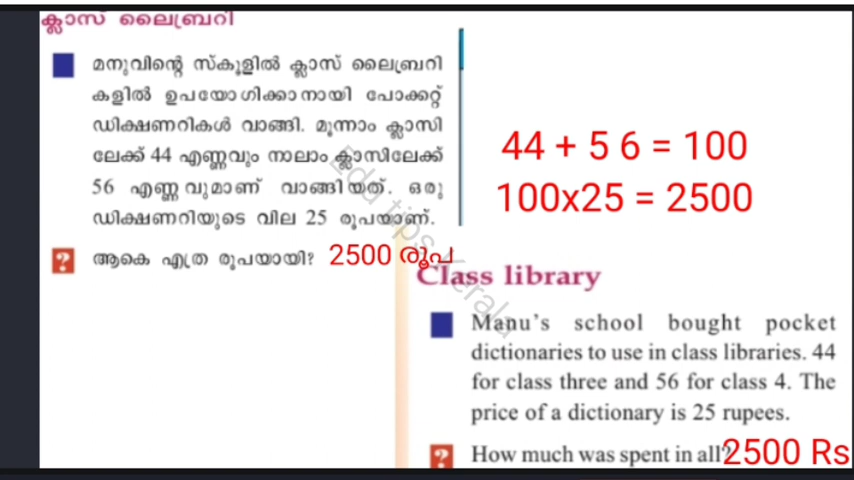 ക്ലാസ് ലൈബ്രറി
മനുവിന്റെ സ്കൂളിൽ ക്ലാസ് ലൈബ്രറി
കളിൽ ഉപയോഗിക്കാനായി പോക്കറ്റ്
ഡിക്ഷണറികൾ വാങ്ങി. മൂന്നാം ക്ലാസി
ലേക്ക് 44 എണ്ണവും നാലാം ക്ലാസിലേക്ക്
56 എണ്ണവുമാണ് വാങ്ങിയത്. ഒരു
ഡിക്ഷണറിയുടെ വില 25 രൂപയാണ്.
? ആകെ എത്ര രൂപയായി? 2500 രൂപ
44 + 5 6 = 100
100x25 = 2500
Class library
Manu's school bought pocket
dictionaries to use in class libraries. 44
for class three and 56 for class 4. The
price of a dictionary is 25 rupees.
? How much was spent in all? 2500 Rs
Edu tips Kerala